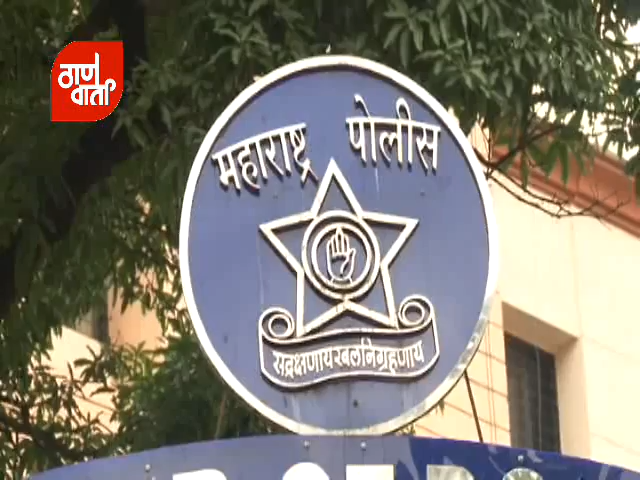 ठाणे
वार्ता
महाराष्ट्र पोलीस
सद्रक्षणाय खलनिग्रहणाय